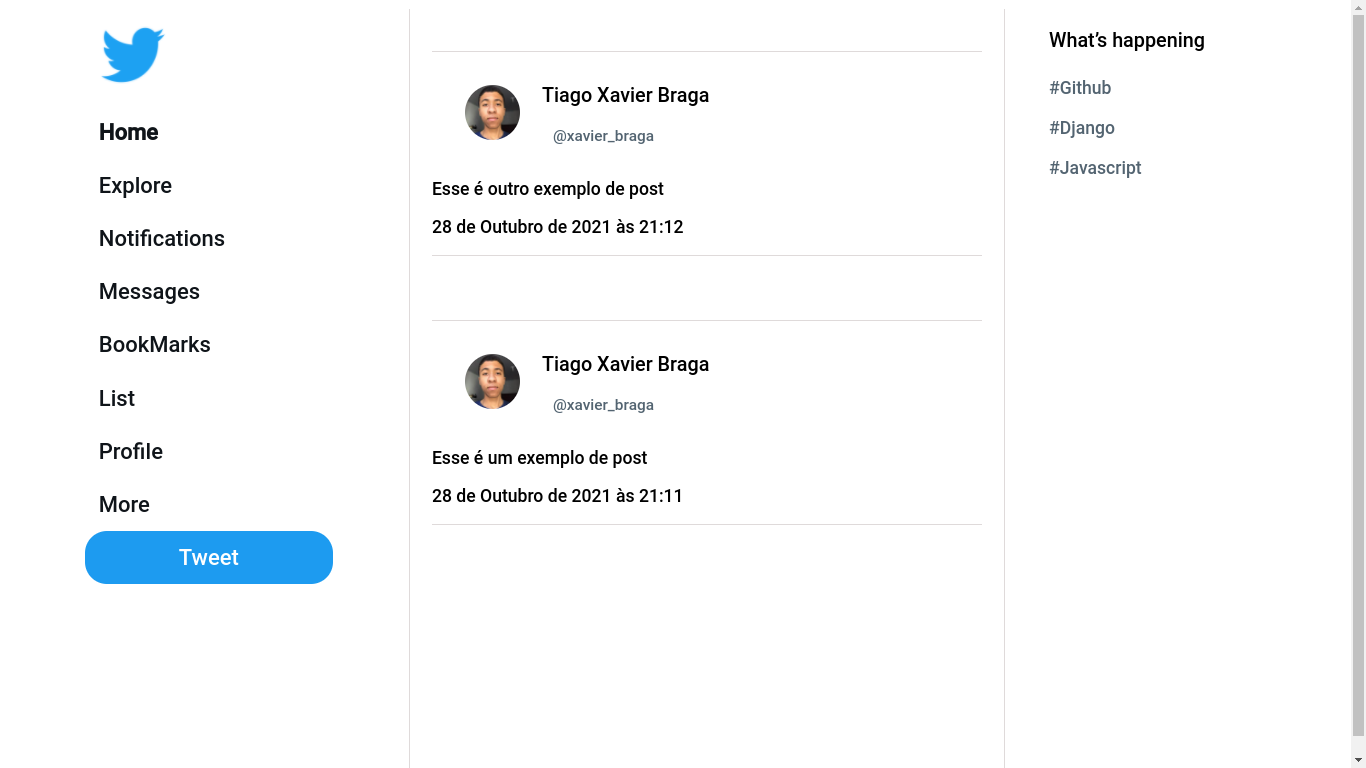 Home
Explore
Notifications
Messages
BookMarks
List
Profile
More
Tweet
Tiago Xavier Braga
@xavier_braga
Esse é outro exemplo de post
28 de Outubro de 2021 às 21:12
Tiago Xavier Braga
@xavier_braga
Esse é um exemplo de post
28 de Outubro de 2021 às 21:11
What’s happening
#Github
#Django
#Javascript